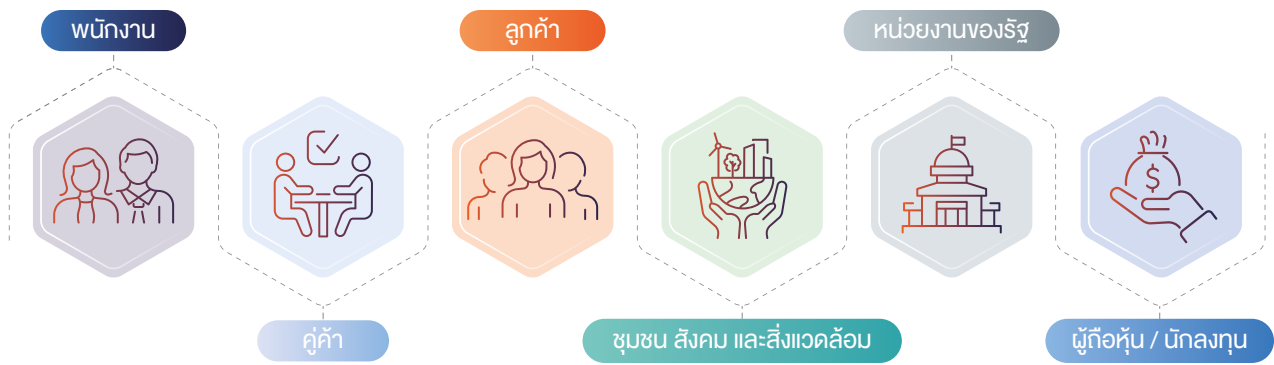 พนักงาน
คู่ค้า
ลูกค้า
ชุมชน สังคม และสิ่งแวดล้อม
หน่วยงานของรัฐ
ผู้ถือหุ้น / นักลงทุน